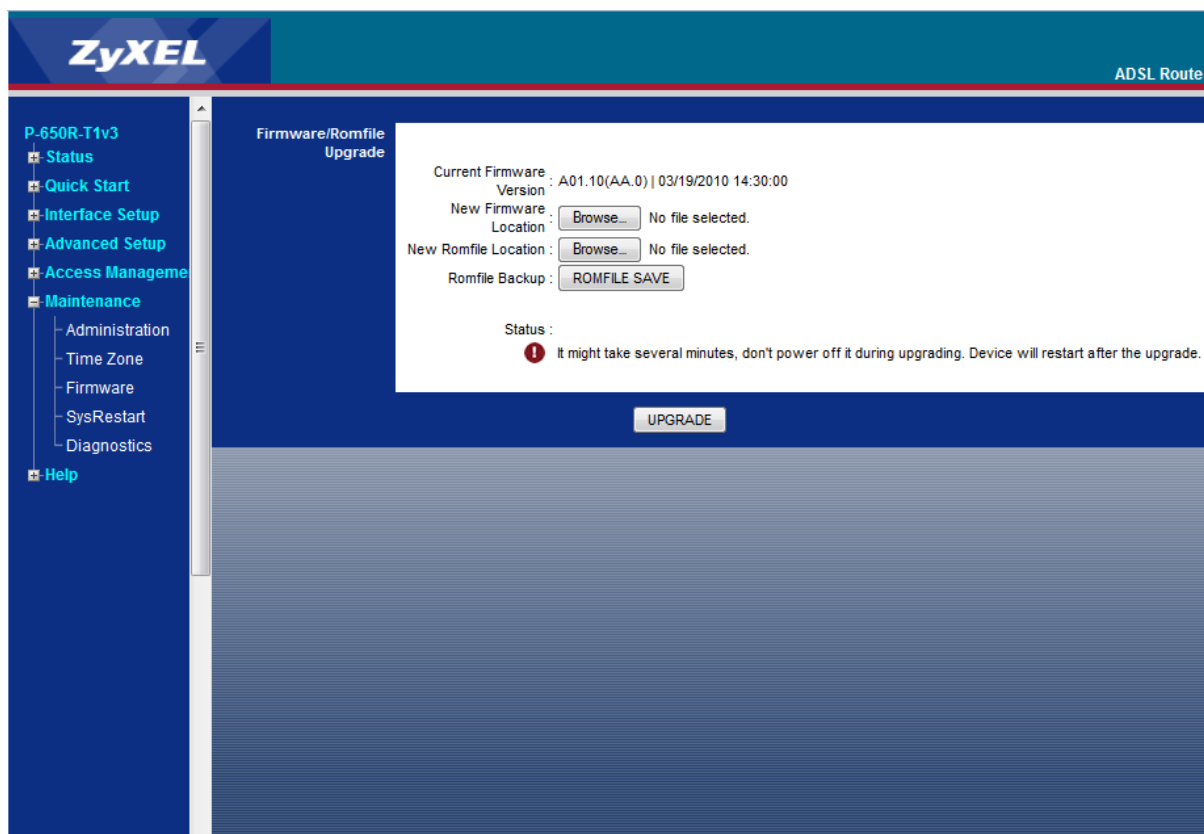 ZyXEL
ADSL Route
P-650R-T1v3
Status
Quick Start
Interface Setup
Advanced Setup
Access Manageme
Maintenance
Administration
Time Zone
Firmware
SysRestart
Diagnostics
Help
Firmware/Romfile
Upgrade
Current Firmware
Version : A01.10(AA.0) | 03/19/2010 14:30:00
New Firmware
Location : Browse... No file selected.
New Romfile Location : Browse... No file selected.
Romfile Backup : ROMFILE SAVE
Status :
It might take several minutes, don't power off it during upgrading. Device will restart after the upgrade.
UPGRADE